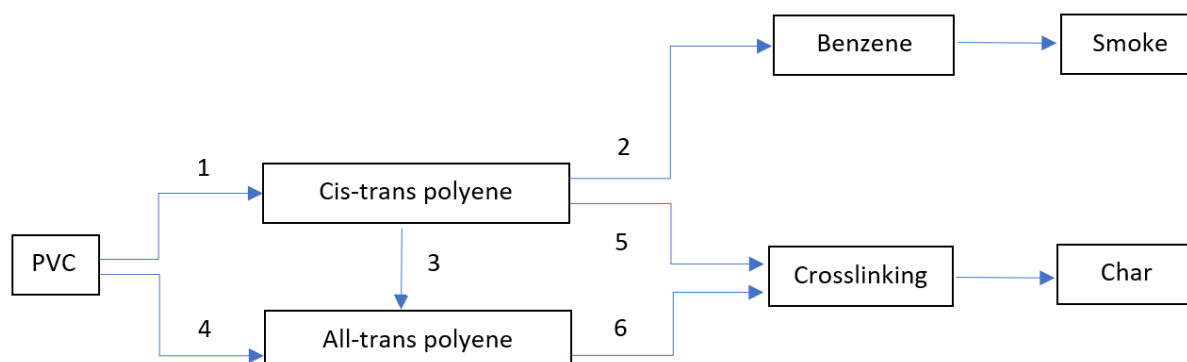 Benzene
Smoke
2
1
Cis-trans polyene
5
PVC
3
Crosslinking
Char
4
All-trans polyene
6